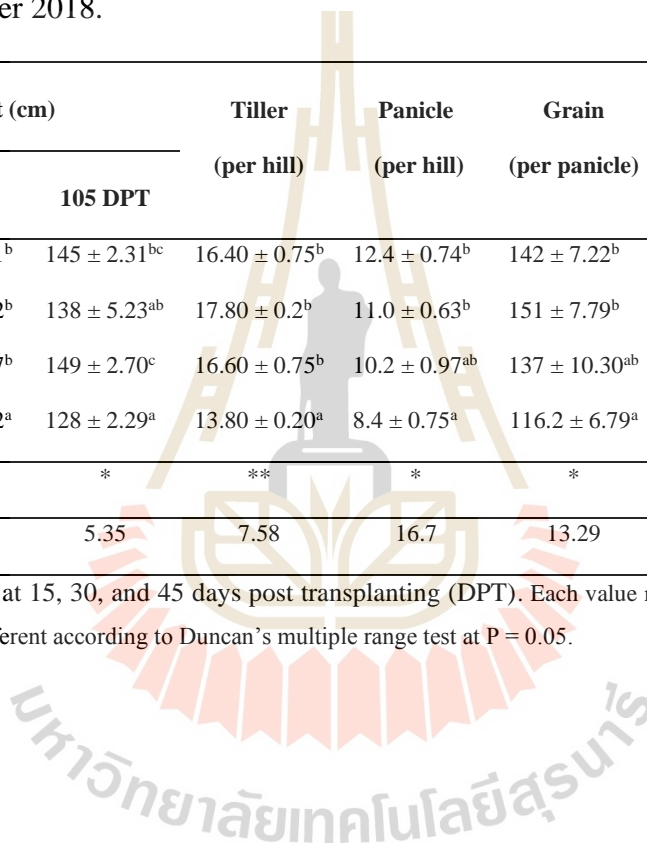 er 2018.
t (cm) Tiller Panicle Grain
(per hill) (per hill) (per panicle)
105 DPT
b 145 ± 2.31bc 16.40 ± 0.75b 12.4 ± 0.74b 142 ± 7.22b
2b 138 ± 5.23ab 17.80 ± 0.2b 11.0 ± 0.63b 151 ± 7.79b
7b 149 ± 2.70c 16.60 ± 0.75b 10.2 ± 0.97ab 137 ± 10.30ab
2a 128 ± 2.29a 13.80 ± 0.20a 8.4 ± 0.75a 116.2 ± 6.79a
* ** * *
5.35 7.58 16.7 13.29
at 15, 30, and 45 days post transplanting (DPT). Each value r
ferent according to Duncan's multiple range test at P = 0.05.
มหาวิทยาลัยเทคโนโลยีสุรนารี